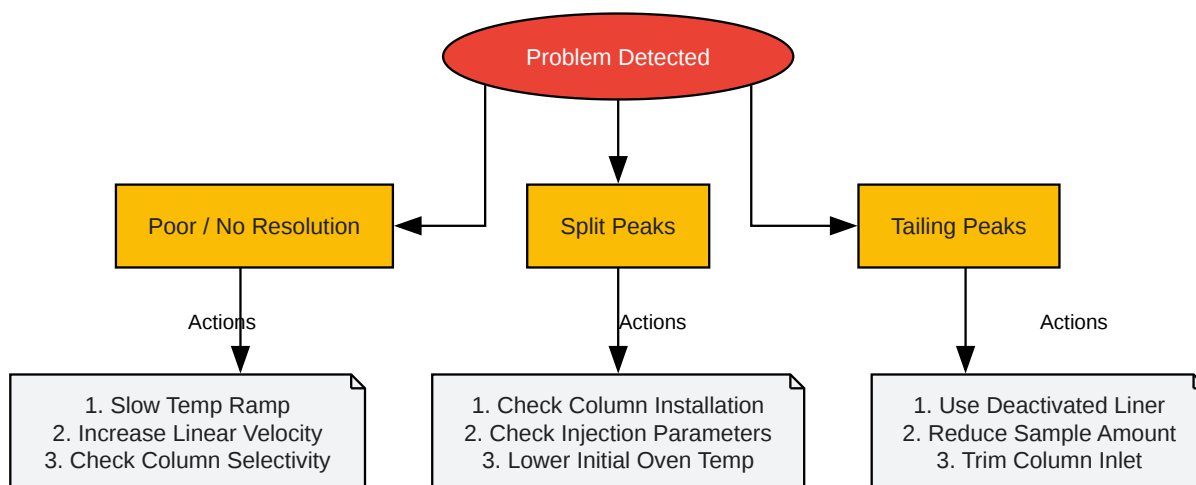 Problem Detected
Poor / No Resolution
Split Peaks
Tailing Peaks
Actions
Actions
Actions
1. Slow Temp Ramp
2. Increase Linear Velocity
3. Check Column Selectivity
1. Check Column Installation
2. Check Injection Parameters
3. Lower Initial Oven Temp
1. Use Deactivated Liner
2. Reduce Sample Amount
3. Trim Column Inlet